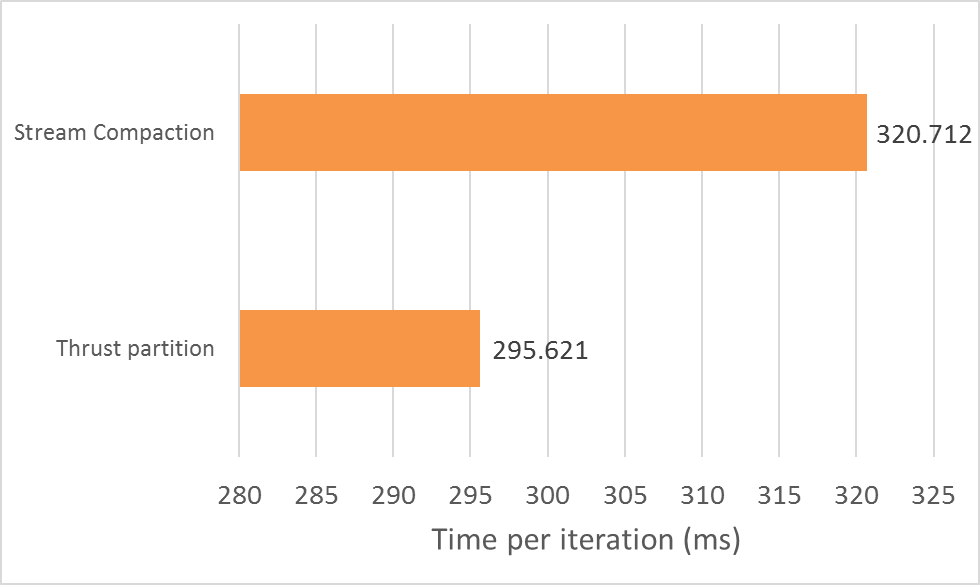 Stream Compaction
320.712
Thrust partition
295.621
280 285 290 295 300 305 310 315 320 325
Time per iteration (ms)